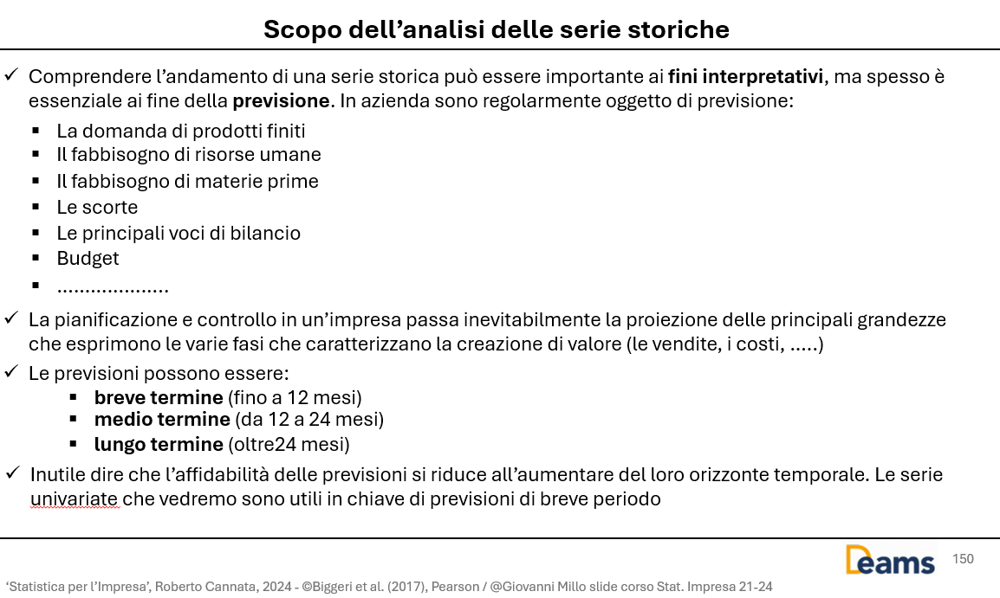 Scopo dell’analisi delle serie storiche
✓ Comprendere l’andamento di una serie storica può essere importante ai fini interpretativi, ma spesso è
essenziale ai fine della previsione. In azienda sono regolarmente oggetto di previsione:
▪ La domanda di prodotti finiti
▪ Il fabbisogno di risorse umane
▪ Il fabbisogno di materie prime
▪ Le scorte
▪ Le principali voci di bilancio
▪ Budget
▪ ………………..
✓ La pianificazione e controllo in un’impresa passa inevitabilmente la proiezione delle principali grandezze
che esprimono le varie fasi che caratterizzano la creazione di valore (le vendite, i costi, …..)
✓ Le previsioni possono essere:
▪ breve termine (fino a 12 mesi)
▪ medio termine (da 12 a 24 mesi)
▪ lungo termine (oltre24 mesi)
✓ Inutile dire che l’affidabilità delle previsioni si riduce all’aumentare del loro orizzonte temporale. Le serie
univariate che vedremo sono utili in chiave di previsioni di breve periodo
Deams
150
‘Statistica per l’Impresa’, Roberto Cannata, 2024 - ©Biggeri et al. (2017), Pearson / @Giovanni Millo slide corso Stat. Impresa 21-24